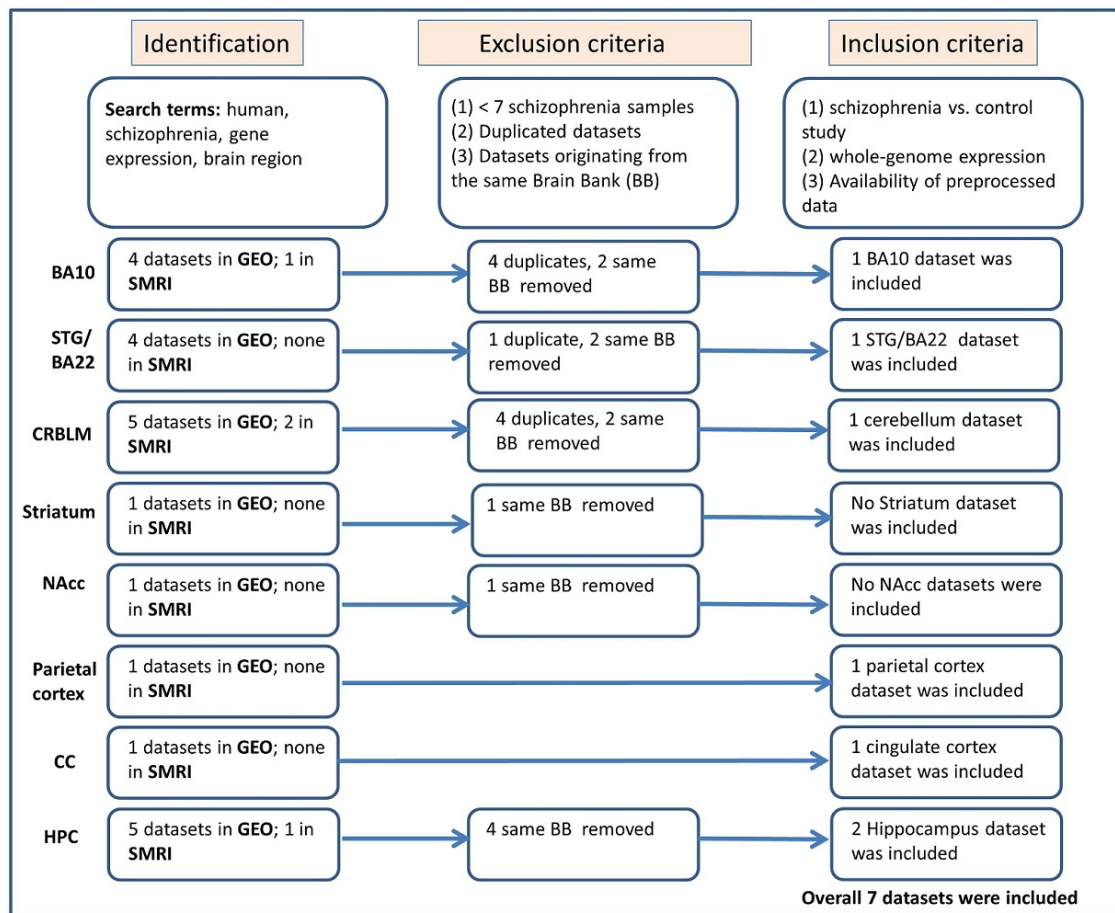 Identification
Exclusion criteria
Inclusion criteria
Search terms: human,
schizophrenia, gene
expression, brain region
(1) < 7 schizophrenia samples
(2) Duplicated datasets
(3) Datasets originating from
the same Brain Bank (BB)
(1) schizophrenia vs. control
study
(2) whole-genome expression
(3) Availability of preprocessed
data
BA10
4 datasets in GEO; 1 in
SMRI
4 duplicates, 2 same
BB removed
1 BA10 dataset was
included
STG/
BA22
4 datasets in GEO; none
in SMRI
1 duplicate, 2 same BB
removed
1 STG/BA22 dataset
was included
CRBLM
5 datasets in GEO; 2 in
SMRI
4 duplicates, 2 same
BB removed
1 cerebellum dataset
was included
Striatum
1 datasets in GEO; none
in SMRI
1 same BB removed
No Striatum dataset
was included
NAcc
1 datasets in GEO; none
in SMRI
1 same BB removed
No NAcc datasets were
included
Parietal
cortex
1 datasets in GEO; none
in SMRI
1 parietal cortex
dataset was included
CC
1 datasets in GEO; none
in SMRI
1 cingulate cortex
dataset was included
HPC
5 datasets in GEO; 1 in
SMRI
4 same BB removed
2 Hippocampus dataset
was included
Overall 7 datasets were included